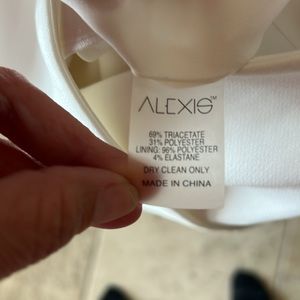 ALEXIS™
69% TRIACETATE
31% POLYESTER
LINING: 96% POLYESTER
4% ELASTANE
DRY CLEAN ONLY
MADE IN CHINA